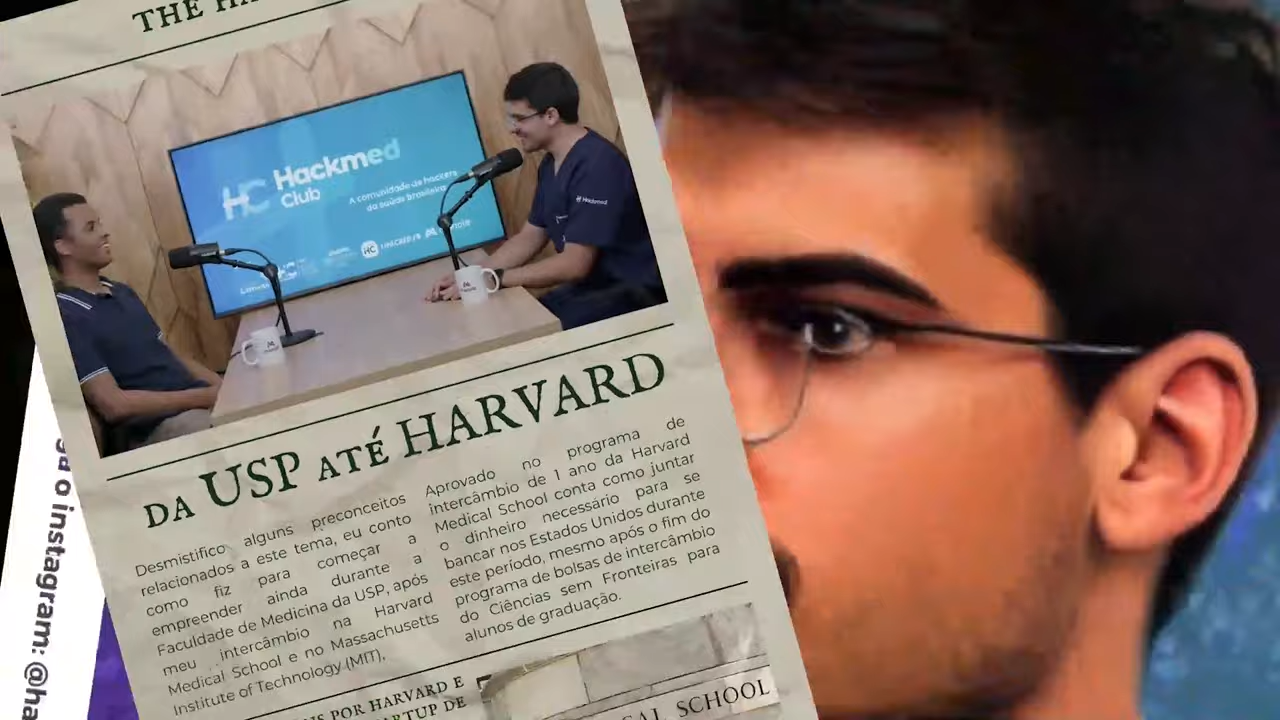 THE
Hackmed
HC
Club
A comunidade de hackers
da saúde brasileira
HC
Hackmed
DA USP ATÉ HARVARD
Desmistifico alguns preconceitos
relacionados a este tema, eu conto
como fiz para começar a
empreender ainda durante a
Faculdade de Medicina da USP, após
meu intercâmbio na Harvard
Medical School e no Massachusetts
Institute of Technology (MIT).
Aprovado no programa de
intercâmbio de 1 ano da Harvard
Medical School conta como juntar
o dinheiro necessário para se
bancar nos Estados Unidos durante
este período, mesmo após o fim do
programa de bolsas de intercâmbio
do Ciências sem Fronteiras para
alunos de graduação.
POR HARVARD E
DE
SCHOOL
o instagram: @ha